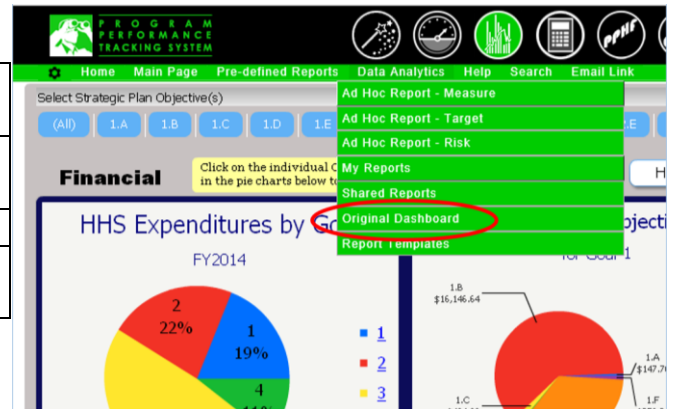 PROGRAM
PERFORMANCE
TRACKING SYSTEM
PPHF
Home Main Page Pre-defined Reports Data Analytics Help Search Email Link
Select Strategic Plan Objective(s)
(All) 1.A 1.B 1.C 1.D 1.E
Ad Hoc Report - Measure
Ad Hoc Report - Target
Ad Hoc Report - Risk
My Reports
Shared Reports
Original Dashboard
Report Templates
Financial
Click on the individual
in the pie charts below
HHS Expenditures by
FY2014
for Goal 1
2
22%
1
19%
4
1
2
3
1.B
$16,146.64
1.A
1.C
1.F